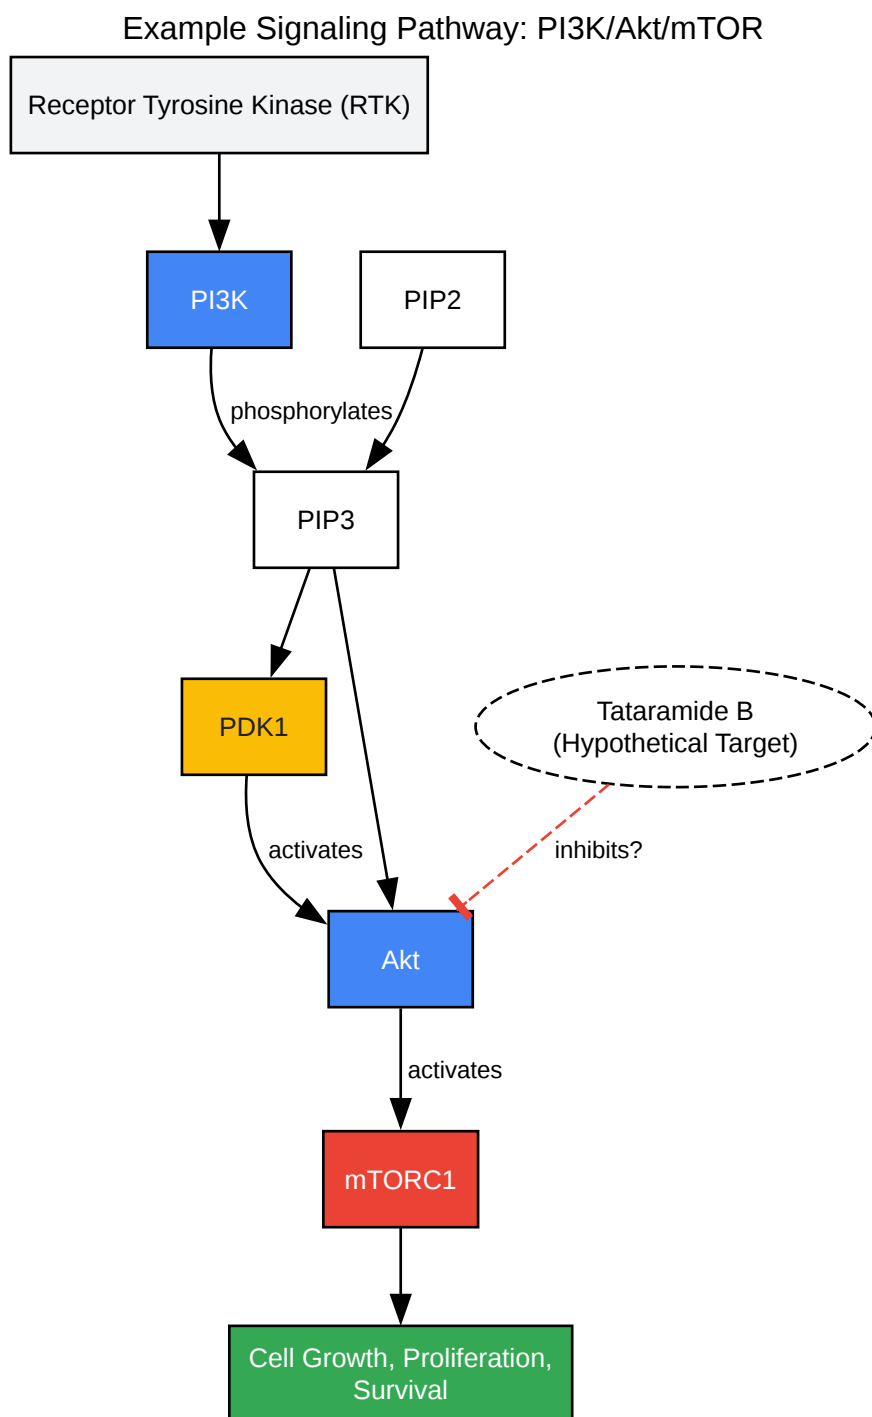 Example Signaling Pathway: PI3K/Akt/mTOR
Receptor Tyrosine Kinase (RTK)
PI3K
PIP2
phosphorylates
PIP3
PDK1
Tataramide B
(Hypothetical Target)
activates
inhibits?
Akt
activates
mTORC1
Cell Growth, Proliferation,
Survival